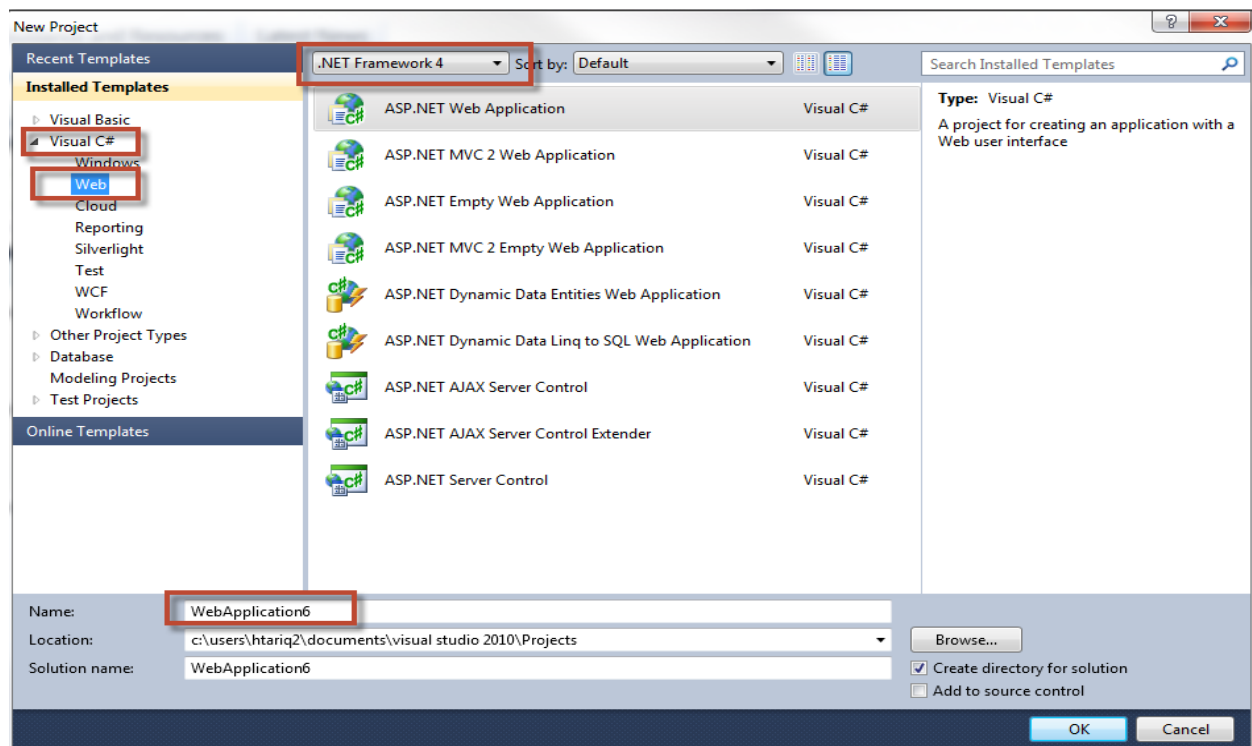 New Project
Recent Templates
.NET Framework 4 Sort by: Default
Search Installed Templates
Installed Templates
Visual Basic
Visual C#
Windows
Web
Cloud
Reporting
Silverlight
Test
WCF
Workflow
Other Project Types
Database
Modeling Projects
Test Projects
Online Templates
ASP.NET Web Application Visual C#
ASP.NET MVC 2 Web Application Visual C#
ASP.NET Empty Web Application Visual C#
ASP.NET MVC 2 Empty Web Application Visual C#
ASP.NET Dynamic Data Entities Web Application Visual C#
ASP.NET Dynamic Data Linq to SQL Web Application Visual C#
ASP.NET AJAX Server Control Visual C#
ASP.NET AJAX Server Control Extender Visual C#
ASP.NET Server Control Visual C#
Type: Visual C#
A project for creating an application with a
Web user interface
Name: WebApplication6
Location: c:\users\htariq2\documents\visual studio 2010\Projects Browse...
Solution name: WebApplication6
Create directory for solution
Add to source control
OK Cancel